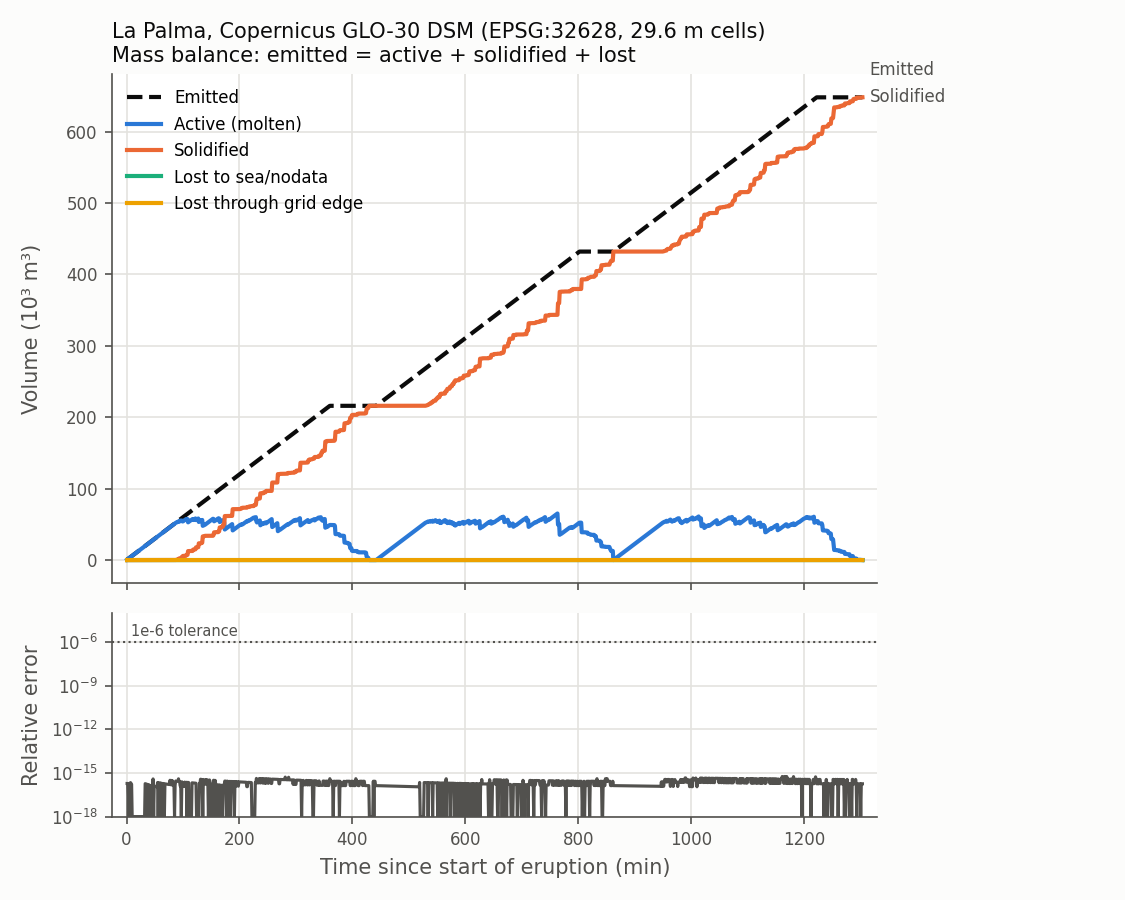 La Palma, Copernicus GLO-30 DSM (EPSG:32628, 29.6 m cells)
Mass balance: emitted = active + solidified + lost
Emitted
Solidified
Emitted
Active (molten)
Solidified
Lost to sea/nodata
Lost through grid edge
Volume (10³ m³)
600
500
400
300
200
100
0
1e-6 tolerance
Relative error
10⁻⁶
10⁻⁹
10⁻¹²
10⁻¹⁵
10⁻¹⁸
0 200 400 600 800 1000 1200
Time since start of eruption (min)